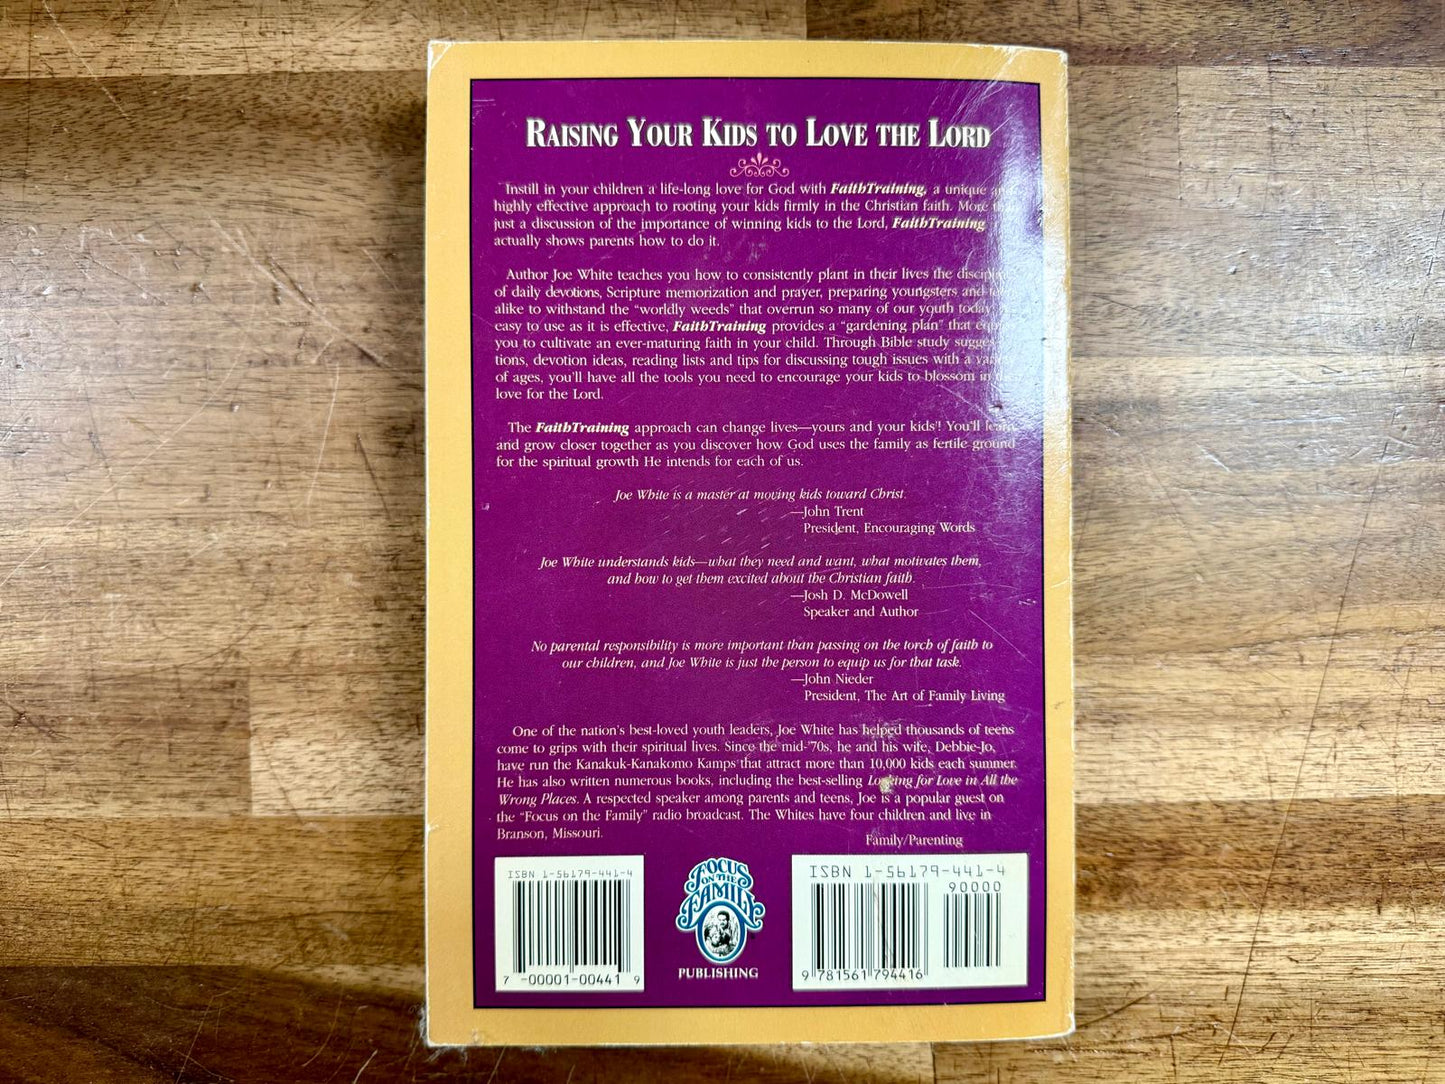 RAISING YOUR KIDS TO LOVE THE LORD
Instill in your children a life-long love for God with FaithTraining, a unique and
highly effective approach to rooting your kids firmly in the Christian faith. More than
just a discussion of the importance of winning kids to the Lord, FaithTraining
actually shows parents how to do it.
Author Joe White teaches you how to consistently plant in their lives the disciplines
of daily devotions, Scripture memorization and prayer, preparing youngsters and
alike to withstand the "worldly weeds" that overrun so many of our youth today.
easy to use as it is effective, FaithTraining provides a "gardening plan" that
you to cultivate an ever-maturing faith in your child. Through Bible study sugges-
tions, devotion ideas, reading lists and tips for discussing tough issues with a variety
of ages, you'll have all the tools you need to encourage your kids to blossom in
love for the Lord.
The FaithTraining approach can change lives—yours and your kids'! You'll learn
and grow closer together as you discover how God uses the family as fertile ground
for the spiritual growth He intends for each of us.
Joe White is a master at moving kids toward Christ.
—John Trent
President, Encouraging Words
Joe White understands kids—what they need and want, what motivates them,
and how to get them excited about the Christian faith.
—Josh D. McDowell
Speaker and Author
No parental responsibility is more important than passing on the torch of faith to
our children, and Joe White is just the person to equip us for that task.
—John Nieder
President, The Art of Family Living
One of the nation's best-loved youth leaders, Joe White has helped thousands of teens
come to grips with their spiritual lives. Since the mid-'70s, he and his wife, Debbie-Jo,
have run the Kanakuk-Kanakomo Kamps that attract more than 10,000 kids each summer.
He has also written numerous books, including the best-selling Looking for Love in All the
Wrong Places. A respected speaker among parents and teens, Joe is a popular guest on
the "Focus on the Family" radio broadcast. The Whites have four children and live in
Branson, Missouri.
Family/Parenting
ISBN 1-56179-441-4
7 -00001-00441 9
FOCUS
ON THE
FAMILY
PUBLISHING
ISBN 1-56179-441-4
90000
9 781561 794416